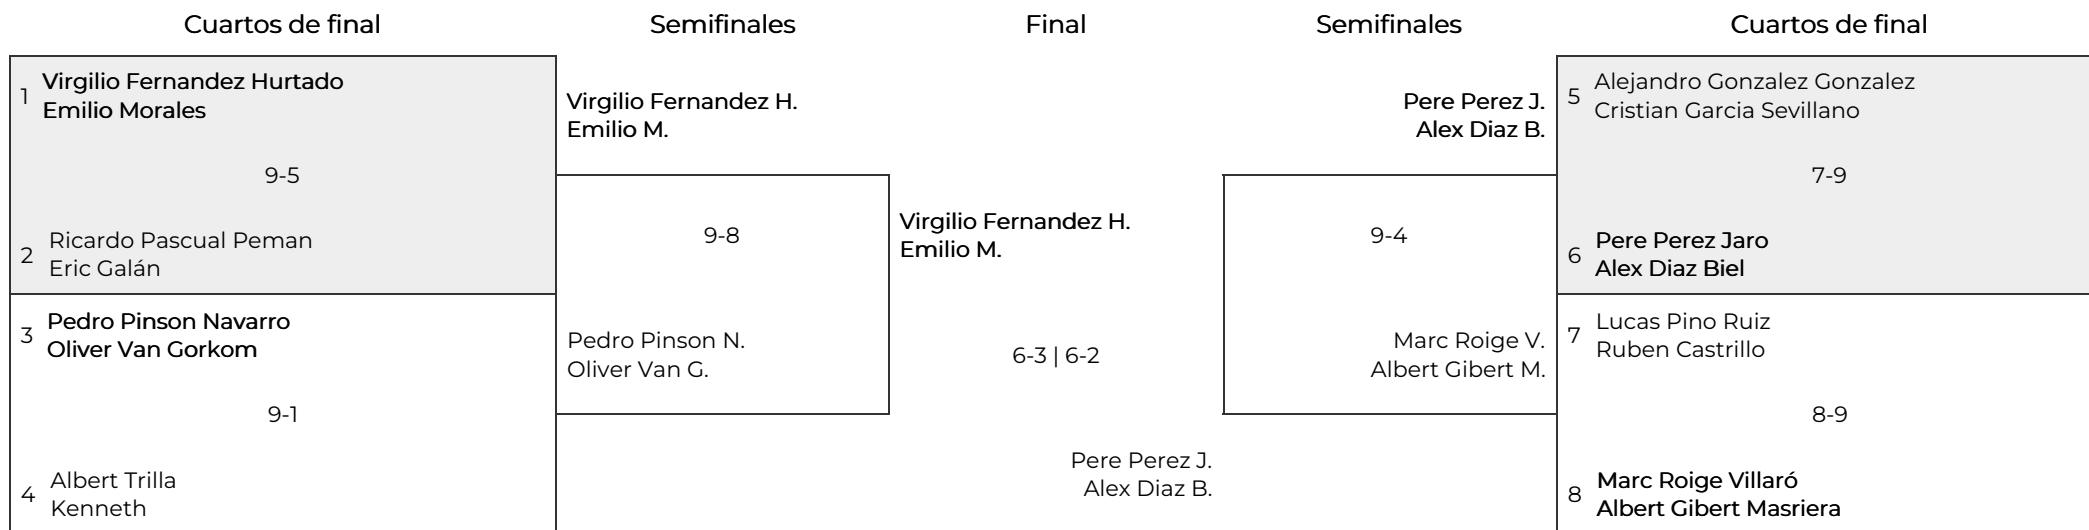 Cuartos de final
Semifinales
Final
Semifinales
Cuartos de final
1
Virgilio Fernandez Hurtado
Emilio Morales
9-5
2
Ricardo Pascual Peman
Eric Galán
3
Pedro Pinson Navarro
Oliver Van Gorkom
9-1
4
Albert Trilla
Kenneth
Virgilio Fernandez H.
Emilio M.
9-8
Pedro Pinson N.
Oliver Van G.
Virgilio Fernandez H.
Emilio M.
6-3 | 6-2
Pere Perez J.
Alex Diaz B.
Pere Perez J.
Alex Diaz B.
9-4
Marc Roige V.
Albert Gibert M.
5
Alejandro Gonzalez Gonzalez
Cristian Garcia Sevillano
7-9
6
Pere Perez Jaro
Alex Diaz Biel
7
Lucas Pino Ruiz
Ruben Castrillo
8-9
8
Marc Roige Villaró
Albert Gibert Masriera